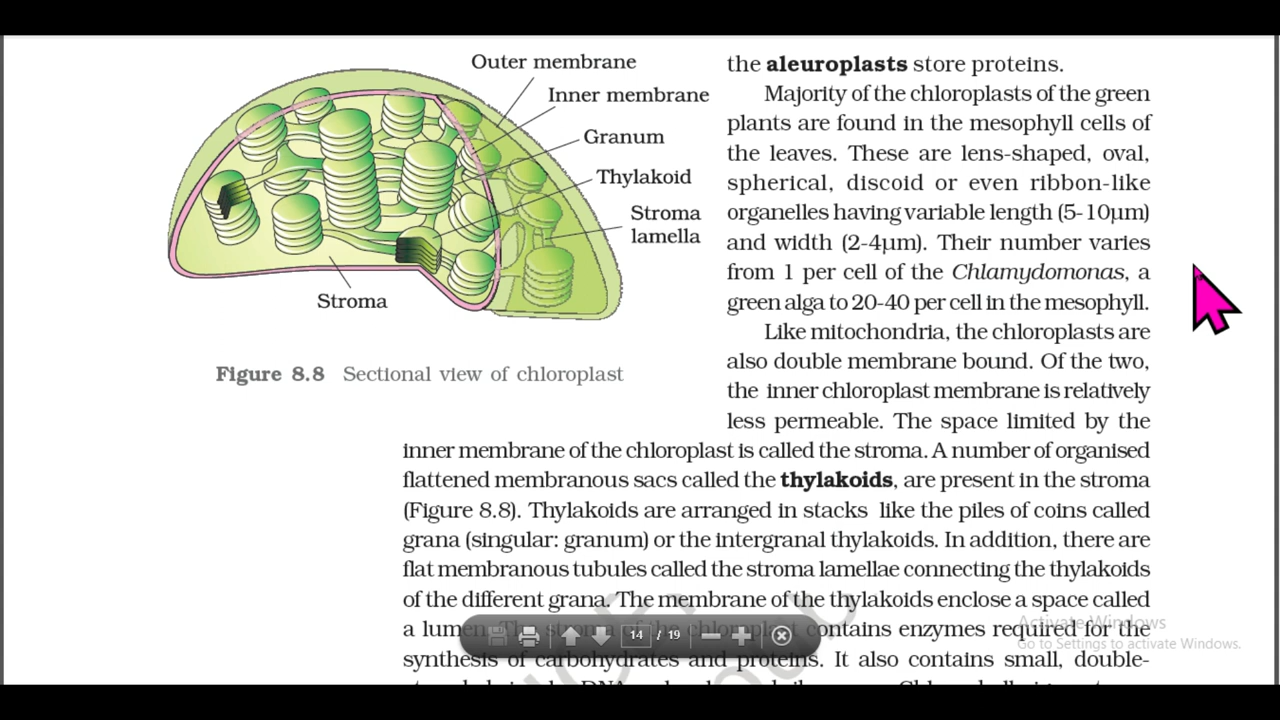 Outer membrane
Inner membrane
Granum
Thylakoid
Stroma
lamella
Stroma
Figure 8.8 Sectional view of chloroplast
the aleuroplasts store proteins.
Majority of the chloroplasts of the green
plants are found in the mesophyll cells of
the leaves. These are lens-shaped, oval,
spherical, discoid or even ribbon-like
organelles having variable length (5-10µm)
and width (2-4µm). Their number varies
from 1 per cell of the Chlamydomonas, a
green alga to 20-40 per cell in the mesophyll.
Like mitochondria, the chloroplasts are
also double membrane bound. Of the two,
the inner chloroplast membrane is relatively
less permeable. The space limited by the
inner membrane of the chloroplast is called the stroma. A number of organised
flattened membranous sacs called the thylakoids, are present in the stroma
(Figure 8.8). Thylakoids are arranged in stacks like the piles of coins called
grana (singular: granum) or the intergranal thylakoids. In addition, there are
flat membranous tubules called the stroma lamellae connecting the thylakoids
of the different grana. The membrane of the thylakoids enclose a space called
a lumen. The stroma of the chloroplast contains enzymes required for the
synthesis of carbohydrates and proteins. It also contains small, double-
14 / 19
Activate Windows
Go to Settings to activate Windows.